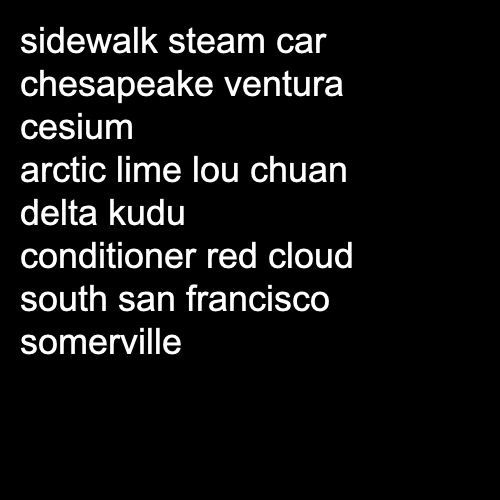 sidewalk steam car
chesapeake ventura
cesium
arctic lime lou chuan
delta kudu
conditioner red cloud
south san francisco
somerville